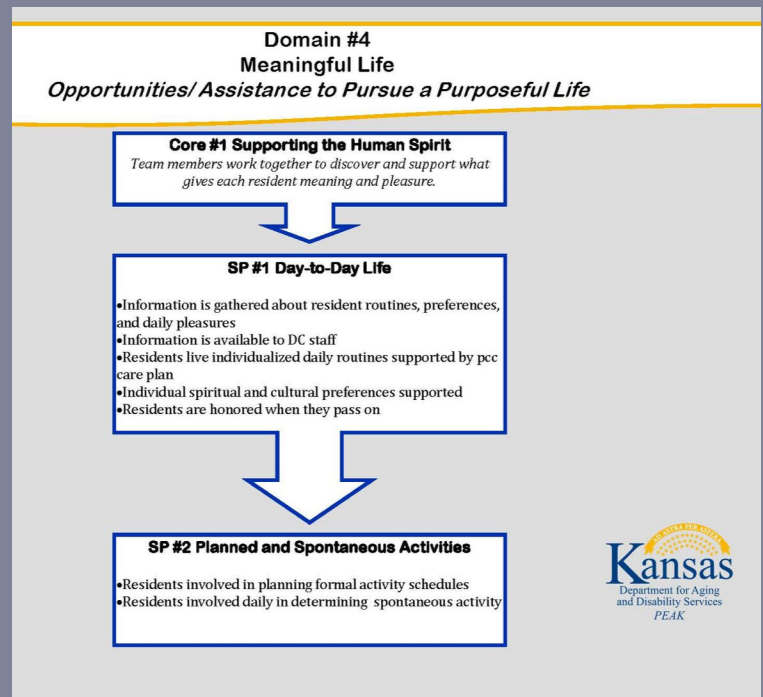 Domain #4
Meaningful Life
Opportunities/ Assistance to Pursue a Purposeful Life
Core #1 Supporting the Human Spirit
Team members work together to discover and support what
gives each resident meaning and pleasure.
SP #1 Day-to-Day Life
•Information is gathered about resident routines, preferences,
and daily pleasures
•Information is available to DC staff
•Residents live individualized daily routines supported by pcc
care plan
•Individual spiritual and cultural preferences supported
•Residents are honored when they pass on
SP #2 Planned and Spontaneous Activities
•Residents involved in planning formal activity schedules
•Residents involved daily in determining spontaneous activity
AD ASTRA PER ASPERA
Kansas
Department for Aging
and Disability Services
PEAK